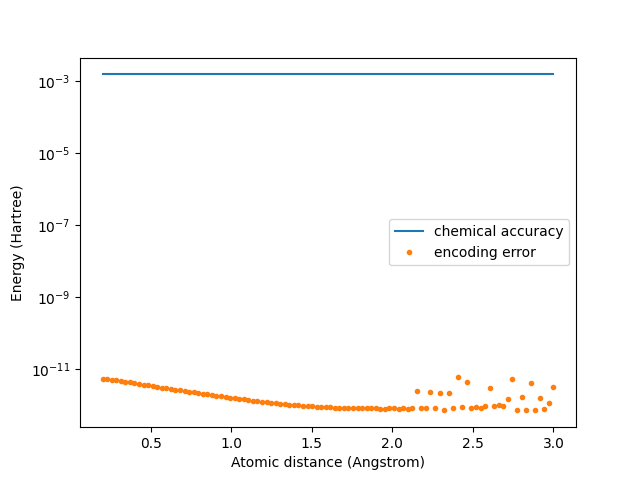 Energy (Hartree)
10⁻³
10⁻⁵
10⁻⁷
10⁻⁹
10⁻¹¹
chemical accuracy
encoding error
0.5 1.0 1.5 2.0 2.5 3.0
Atomic distance (Angstrom)